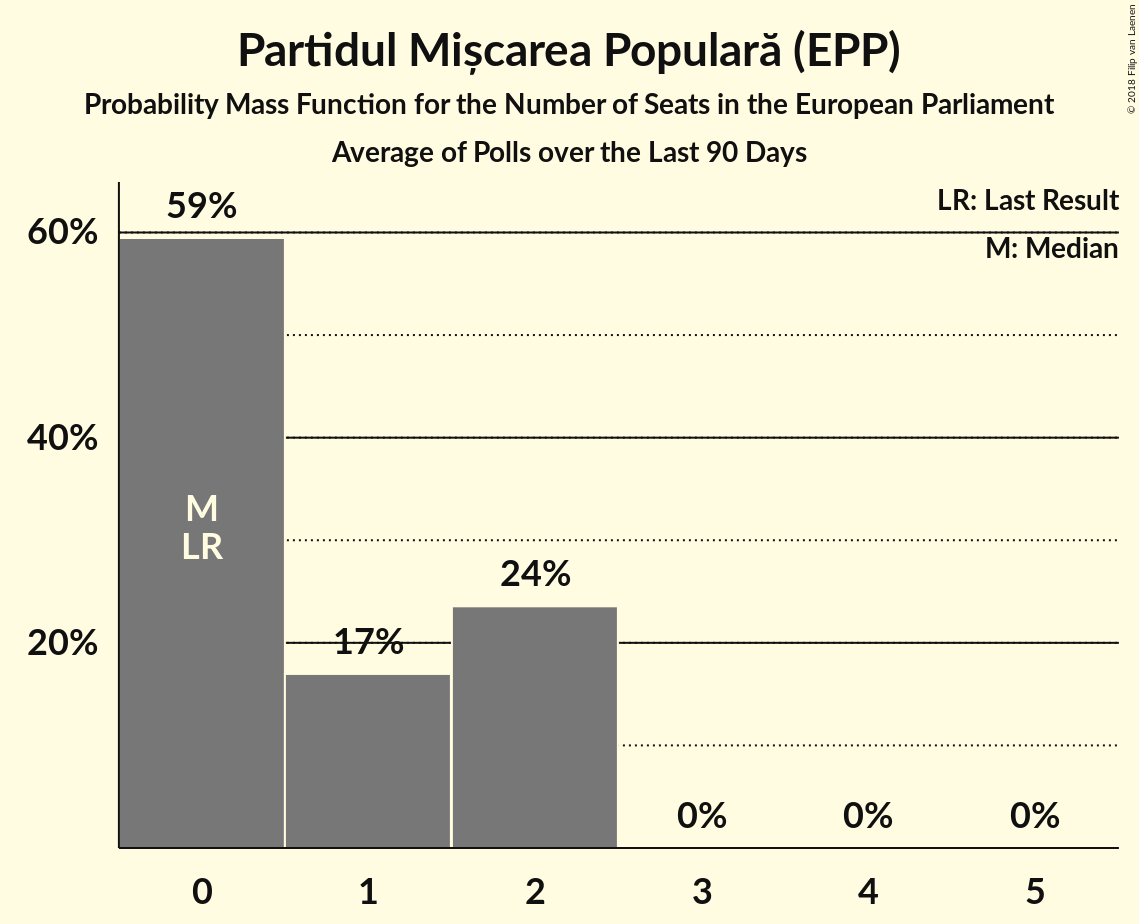 Partidul Mișcarea Populară (EPP)
Probability Mass Function for the Number of Seats in the European Parliament
Average of Polls over the Last 90 Days
© 2018 Filip van Laenen
LR: Last Result
M: Median
59%
60%
40%
M
LR
24%
17%
20%
0%
0%
0%
0
1
2
3
4
5